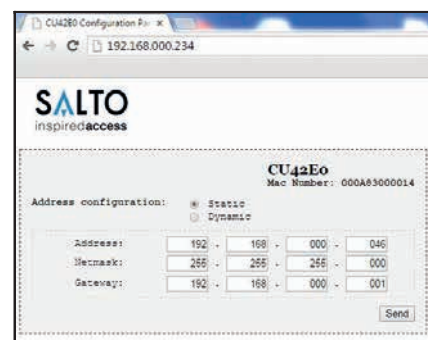 CU42E0 Configuration Pa
192.168.000.234
SALTO
inspiredaccess
CU42E0
Mac Number: 000A83000014
Address configuration: Static
Dynamic
Address: 192 . 168 . 000 . 046
Netmask: 255 . 255 . 255 . 000
Gateway: 192 . 168 . 000 . 001
Send